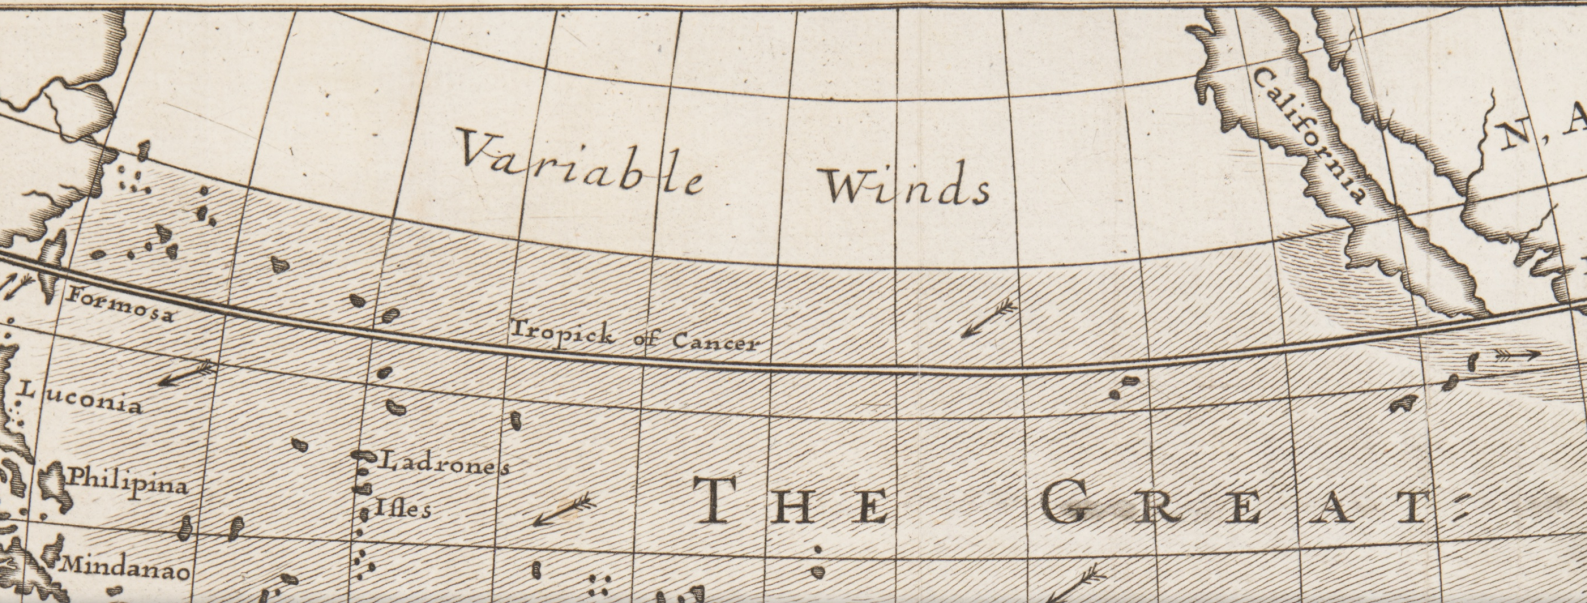 Variable Winds
California
N, A
Formosa
Tropick of Cancer
Luconia
Ladrones
Isles
Philipina
THE GREAT
Mindanao